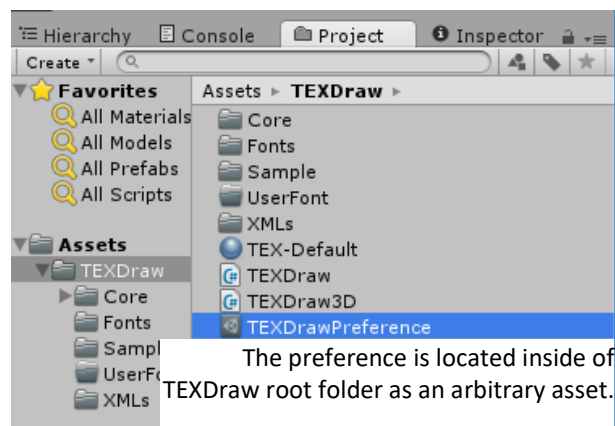 Hierarchy Console Project Inspector
Create
Favorites
All Materials
All Models
All Prefabs
All Scripts
Assets
TEXDraw
Core
Fonts
XMLs
Assets TEXDraw
Core
Fonts
Sample
UserFont
XMLs
TEX-Default
TEXDraw
TEXDraw3D
TEXDrawPreference
The preference is located inside of
TEXDraw root folder as an arbitrary asset.